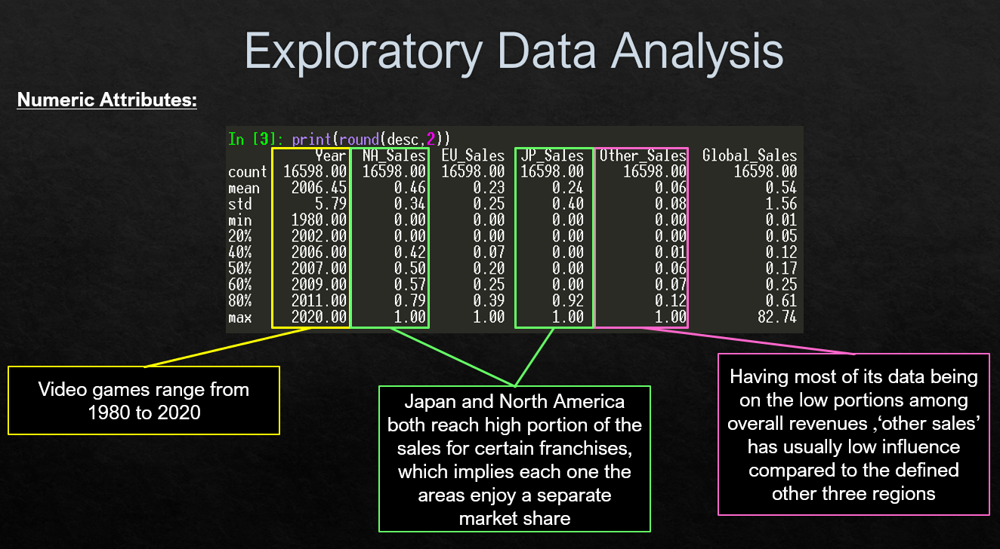 Exploratory Data Analysis
Numeric Attributes:
In [3]: print(round(desc,2))
Year NA_Sales EU_Sales JP_Sales Other_Sales Global_Sales
count 16598.00 16598.00 16598.00 16598.00 16598.00 16598.00
mean 2006.45 0.46 0.23 0.24 0.06 0.54
std 5.79 0.34 0.25 0.40 0.08 1.56
min 1980.00 0.00 0.00 0.00 0.00 0.01
20% 2002.00 0.00 0.00 0.00 0.00 0.05
40% 2006.00 0.42 0.07 0.00 0.01 0.12
50% 2007.00 0.50 0.20 0.00 0.06 0.17
60% 2009.00 0.57 0.25 0.00 0.07 0.25
80% 2011.00 0.79 0.39 0.92 0.12 0.61
max 2020.00 1.00 1.00 1.00 1.00 82.74
Video games range from
1980 to 2020
Japan and North America
both reach high portion of the
sales for certain franchises,
which implies each one the
areas enjoy a separate
market share
Having most of its data being
on the low portions among
overall revenues ,‘other sales’
has usually low influence
compared to the defined
other three regions